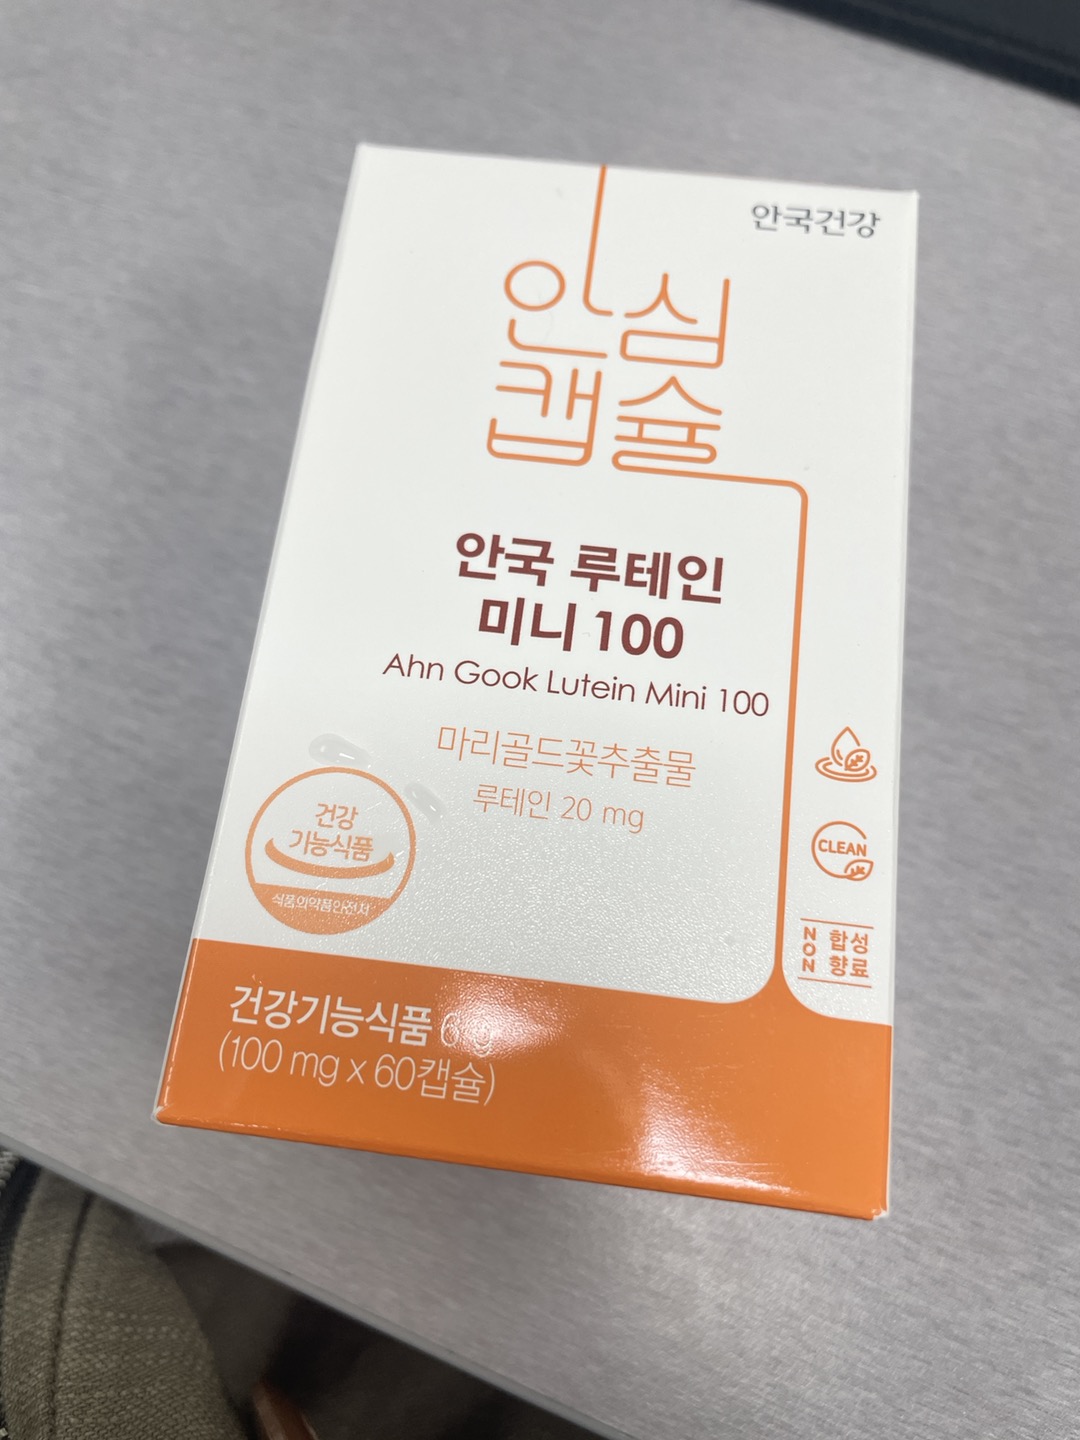 안국건강
안심
캡슐
안국 루테인
미니 100
Ahn Gook Lutein Mini 100
마리골드꽃추출물
루테인 20 mg
건강
기능식품
식품의약품안전처
CLEAN
NON 합성
향료
건강기능식품
(100 mg x 60캡슐)